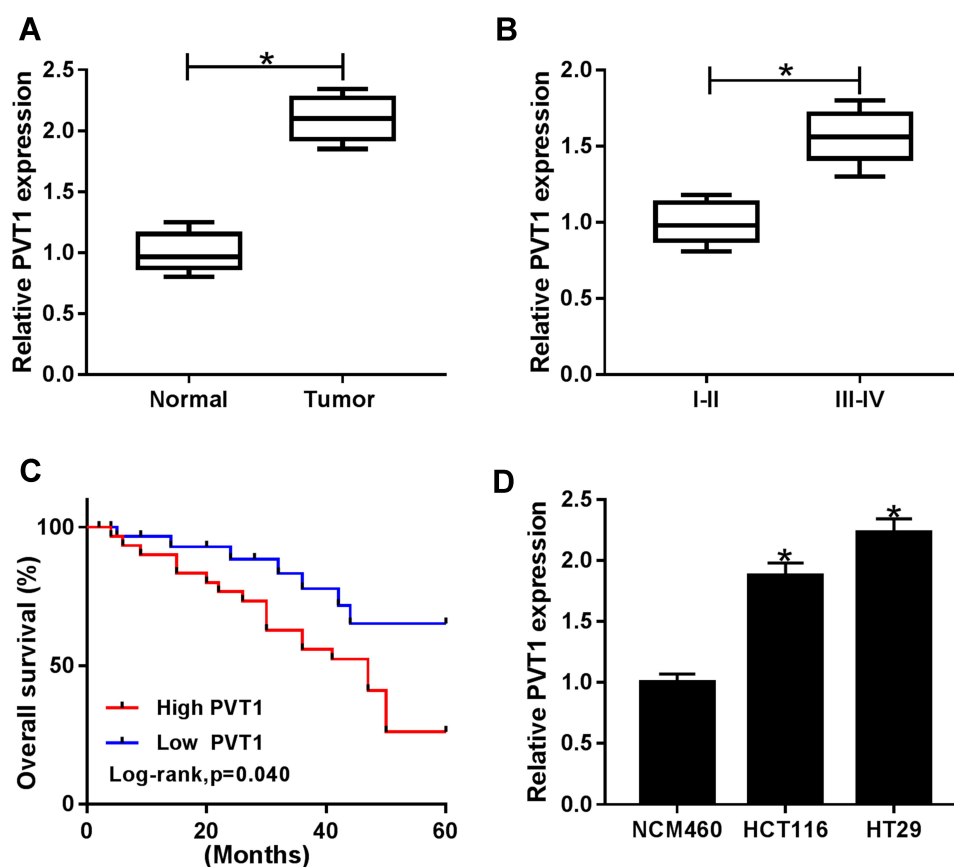 A
Relative PVT1 expression
2.5
2.0
1.5
1.0
0.5
0.0
*
Normal
Tumor
B
Relative PVT1 expression
2.0
1.5
1.0
0.5
0.0
*
I-II
III-IV
C
Overall survival (%)
100
50
0
High PVT1
Low PVT1
Log-rank,p=0.040
0
20
40
60
(Months)
D
Relative PVT1 expression
2.5
2.0
1.5
1.0
0.5
0.0
*
*
NCM460
HCT116
HT29